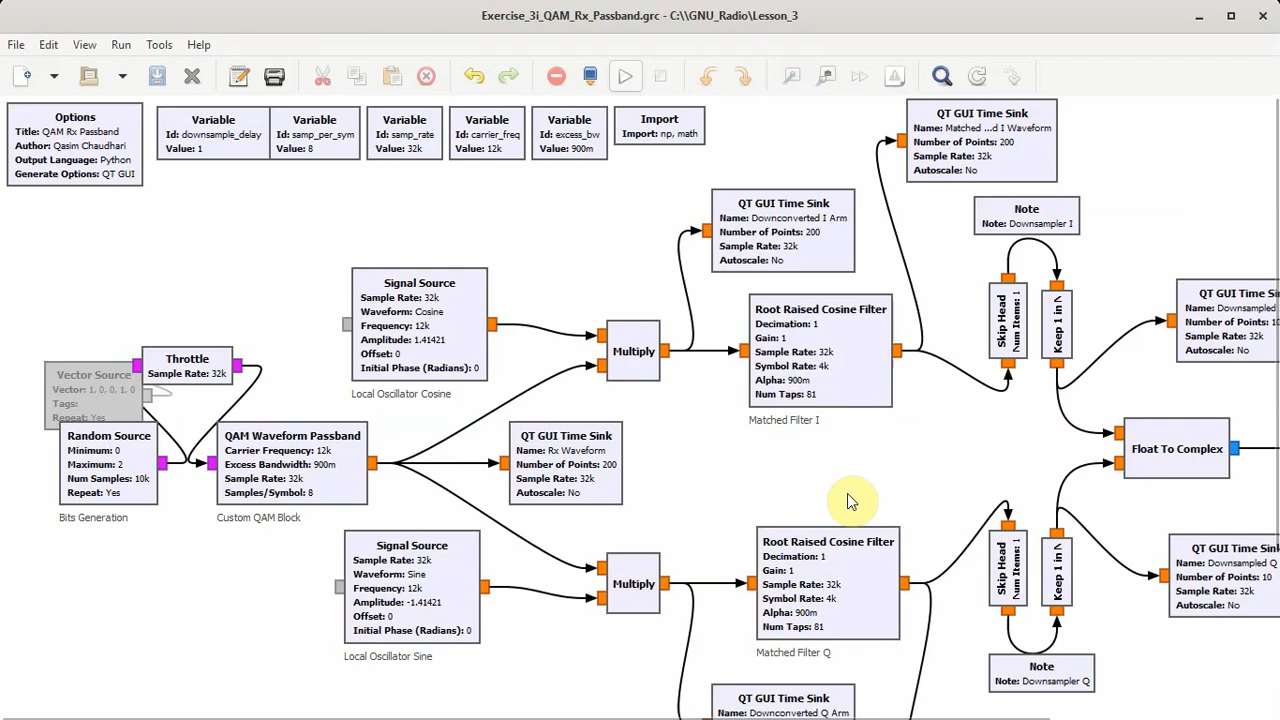 Exercise_3i_QAM_Rx_Passband.grc - C:\\GNU_Radio\Lesson_3
File Edit View Run Tools Help
Options
Title: QAM Rx Passband
Author: Qasim Chaudhari
Output Language: Python
Generate Options: QT GUI
Variable
Id: downsample_delay
Value: 1
Variable
Id: samp_per_sym
Value: 8
Variable
Id: samp_rate
Value: 32k
Variable
Id: carrier_freq
Value: 12k
Variable
Id: excess_bw
Value: 900m
Import
Import: np, math
QT GUI Time Sink
Name: Matched ...d I Waveform
Number of Points: 200
Sample Rate: 32k
Autoscale: No
QT GUI Time Sink
Name: Downconverted I Arm
Number of Points: 200
Sample Rate: 32k
Autoscale: No
Note
Note: Downsampler I
Signal Source
Sample Rate: 32k
Waveform: Cosine
Frequency: 12k
Amplitude: 1.41421
Offset: 0
Initial Phase (Radians): 0
Local Oscillator Cosine
Multiply
Root Raised Cosine Filter
Decimation: 1
Gain: 1
Sample Rate: 32k
Symbol Rate: 4k
Alpha: 900m
Num Taps: 81
Matched Filter I
Skip Head
Num Items: 1
Keep 1 in N
QT GUI Time Sin
Name: Downsampled
Number of Points: 10
Sample Rate: 32k
Autoscale: No
Throttle
Sample Rate: 32k
Vector Source
Vector: 1, 0, 0, 1, 0
Tags:
Repeat: Yes
Random Source
Minimum: 0
Maximum: 2
Num Samples: 10k
Repeat: Yes
Bits Generation
QAM Waveform Passband
Carrier Frequency: 12k
Excess Bandwidth: 900m
Sample Rate: 32k
Samples/Symbol: 8
Custom QAM Block
QT GUI Time Sink
Name: Rx Waveform
Number of Points: 200
Sample Rate: 32k
Autoscale: No
Float To Complex
Signal Source
Sample Rate: 32k
Waveform: Sine
Frequency: 12k
Amplitude: -1.41421
Offset: 0
Initial Phase (Radians): 0
Local Oscillator Sine
Multiply
Root Raised Cosine Filter
Decimation: 1
Gain: 1
Sample Rate: 32k
Symbol Rate: 4k
Alpha: 900m
Num Taps: 81
Matched Filter Q
Skip Head
Num Items: 1
Keep 1 in N
QT GUI Time Sink
Name: Downsampled Q
Number of Points: 10
Sample Rate: 32k
Autoscale: No
Note
Note: Downsampler Q
QT GUI Time Sink
Name: Downconverted Q Arm